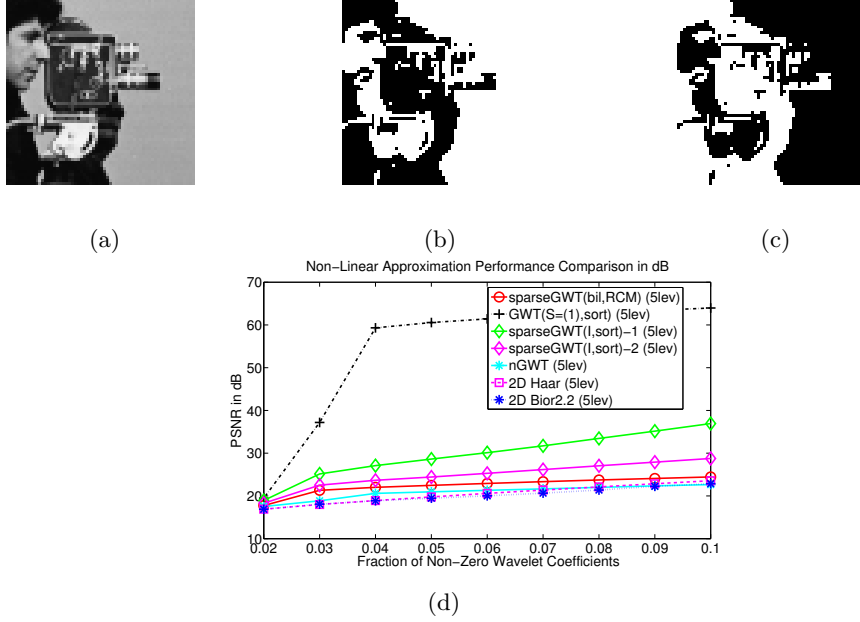 (a)
(b)
(c)
Non−Linear Approximation Performance Comparison in dB
70
60
50
40
30
20
10
PSNR in dB
sparseGWT(bil,RCM) (5lev)
GWT(S=(1),sort) (5lev)
sparseGWT(I,sort)−1 (5lev)
sparseGWT(I,sort)−2 (5lev)
nGWT (5lev)
2D Haar (5lev)
2D Bior2.2 (5lev)
0.02 0.03 0.04 0.05 0.06 0.07 0.08 0.09 0.1
Fraction of Non−Zero Wavelet Coefficients
(d)